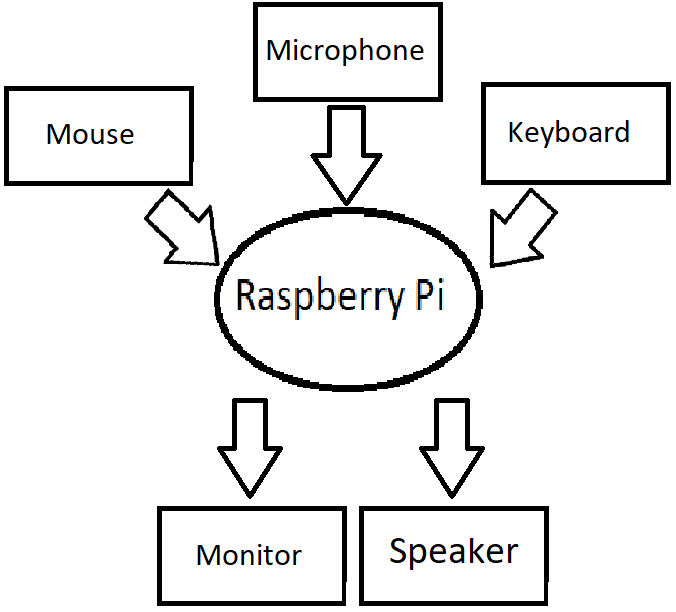 Microphone
Mouse
Keyboard
Raspberry Pi
Monitor
Speaker